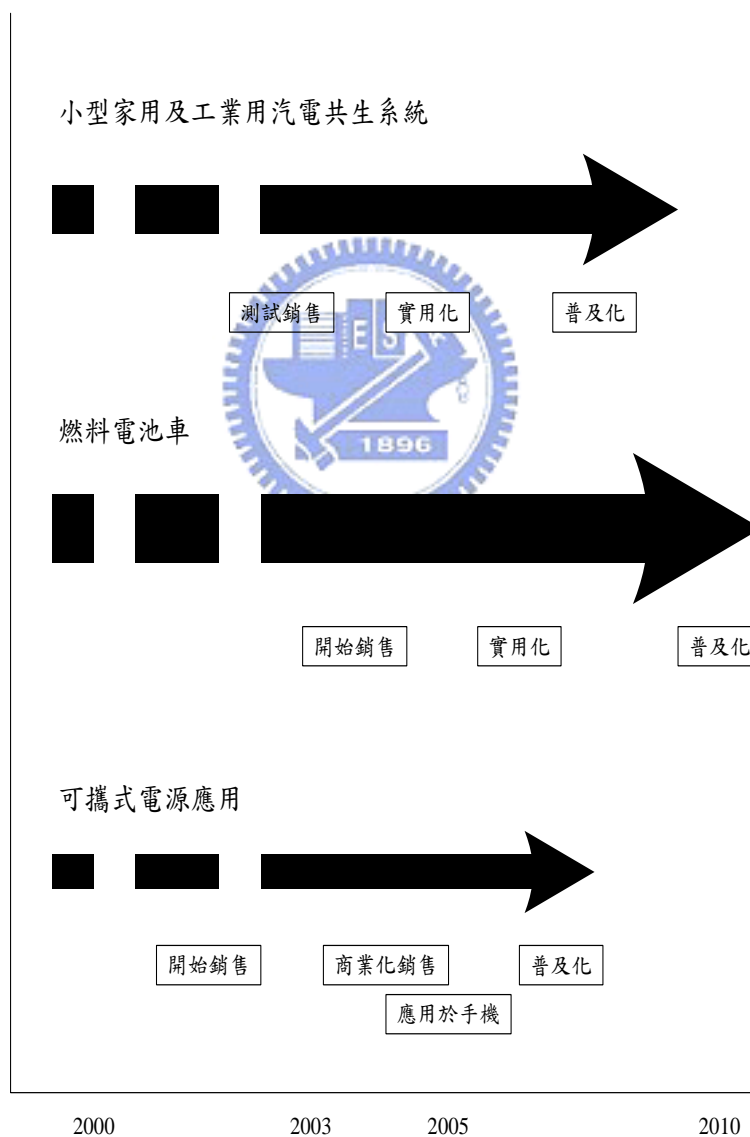 小型家用及工業用汽電共生系統
測試銷售 實用化 普及化
ES
1896
燃料電池車
開始銷售 實用化 普及化
可攜式電源應用
開始銷售 商業化銷售 普及化
應用於手機
2000 2003 2005 2010